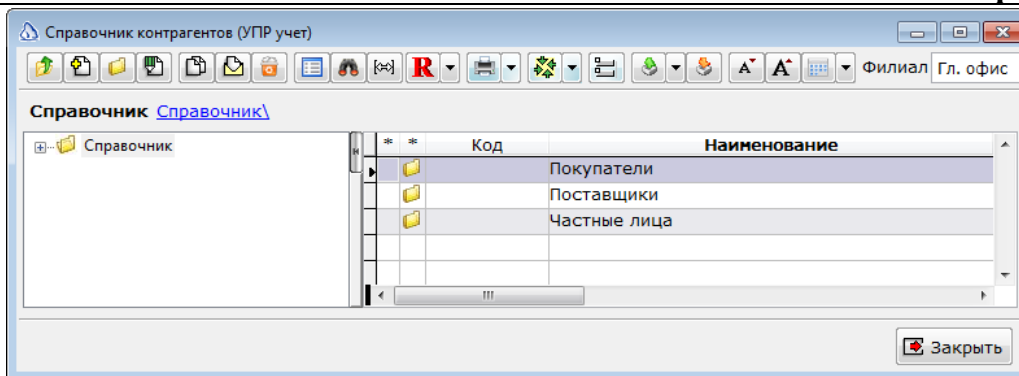 Справочник контрагентов (УПР учет)
R A A Филиал Гл. офис
Справочник Справочник\
Справочник
н
* * Код Наименование
Покупатели
Поставщики
Частные лица
Закрыть